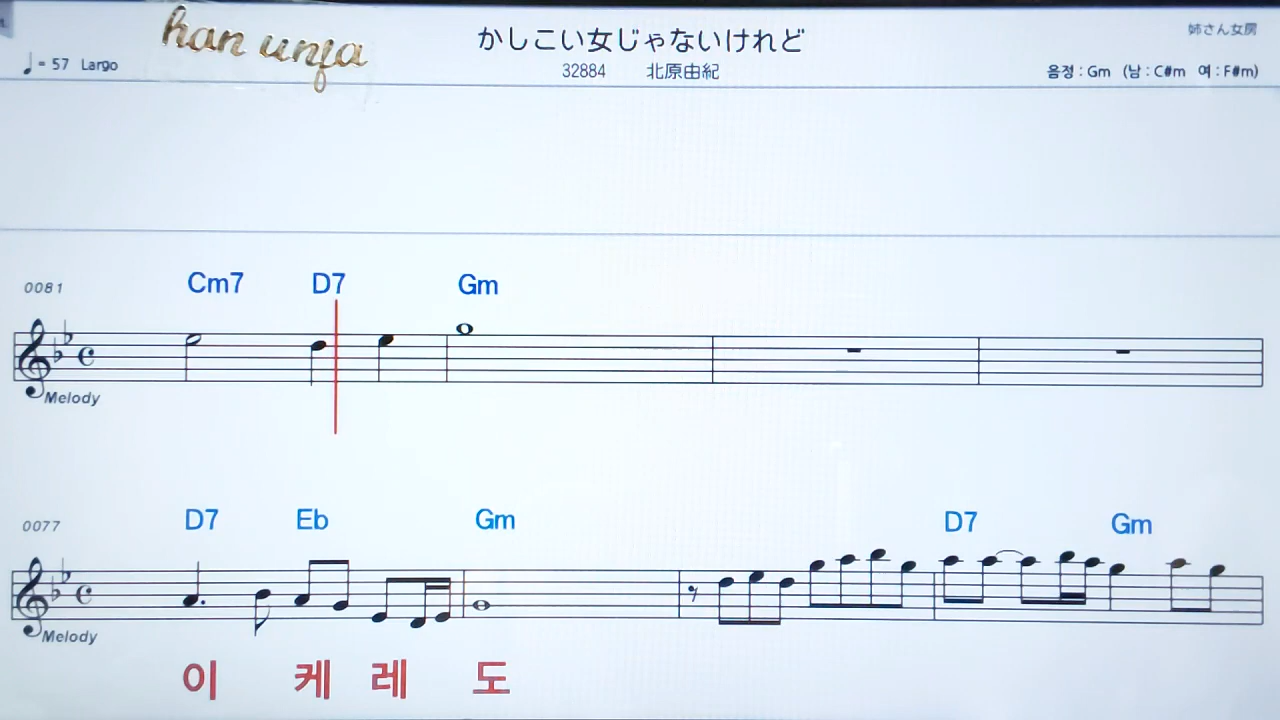 han unfa
かしこい女じゃないけれど
姉さん女房
♩= 57 Largo
32884 北原由紀
음정 : Gm (남 : C#m 여 : F#m)
0081 Cm7 D7 Gm
Melody
0077 D7 Eb Gm D7 Gm
Melody
이 케 레 도